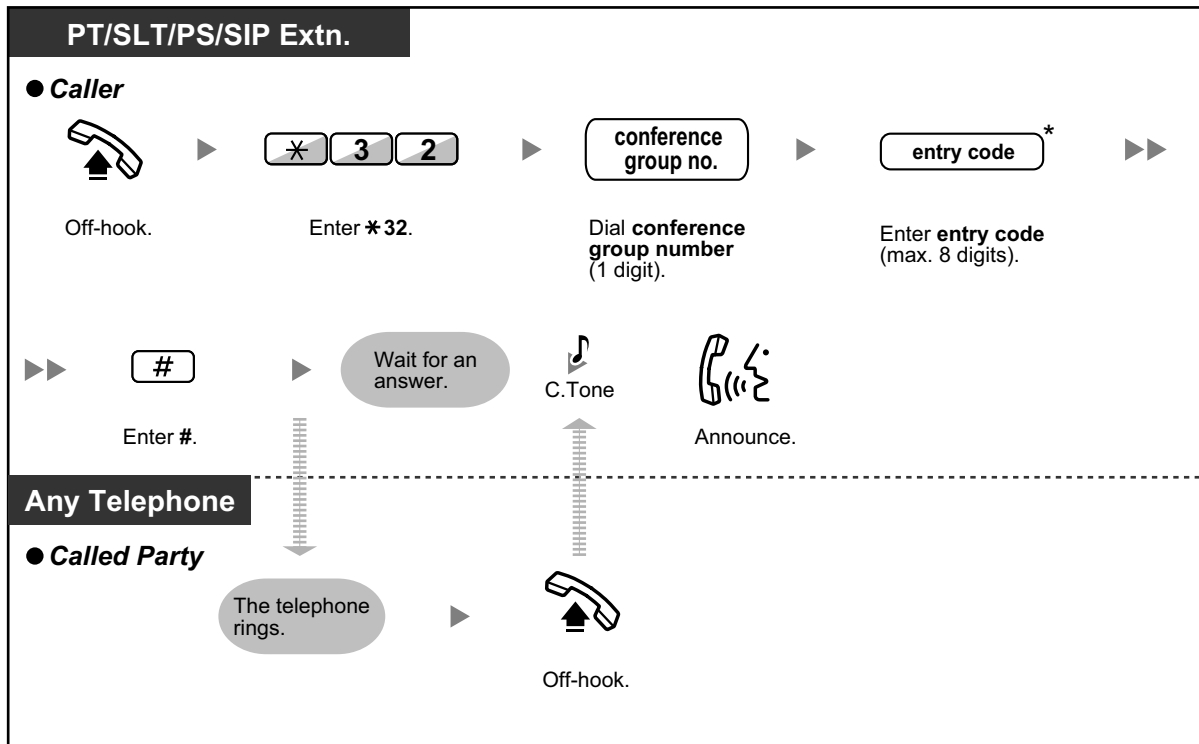 PT/SLT/PS/SIP Extn.
● Caller
* 3 2
conference
group no.
entry code *
Off-hook.
Enter *32.
Dial conference
group number
(1 digit).
Enter entry code
(max. 8 digits).
#
Wait for an
answer.
C.Tone
Enter #.
Announce.
Any Telephone
● Called Party
The telephone
rings.
Off-hook.